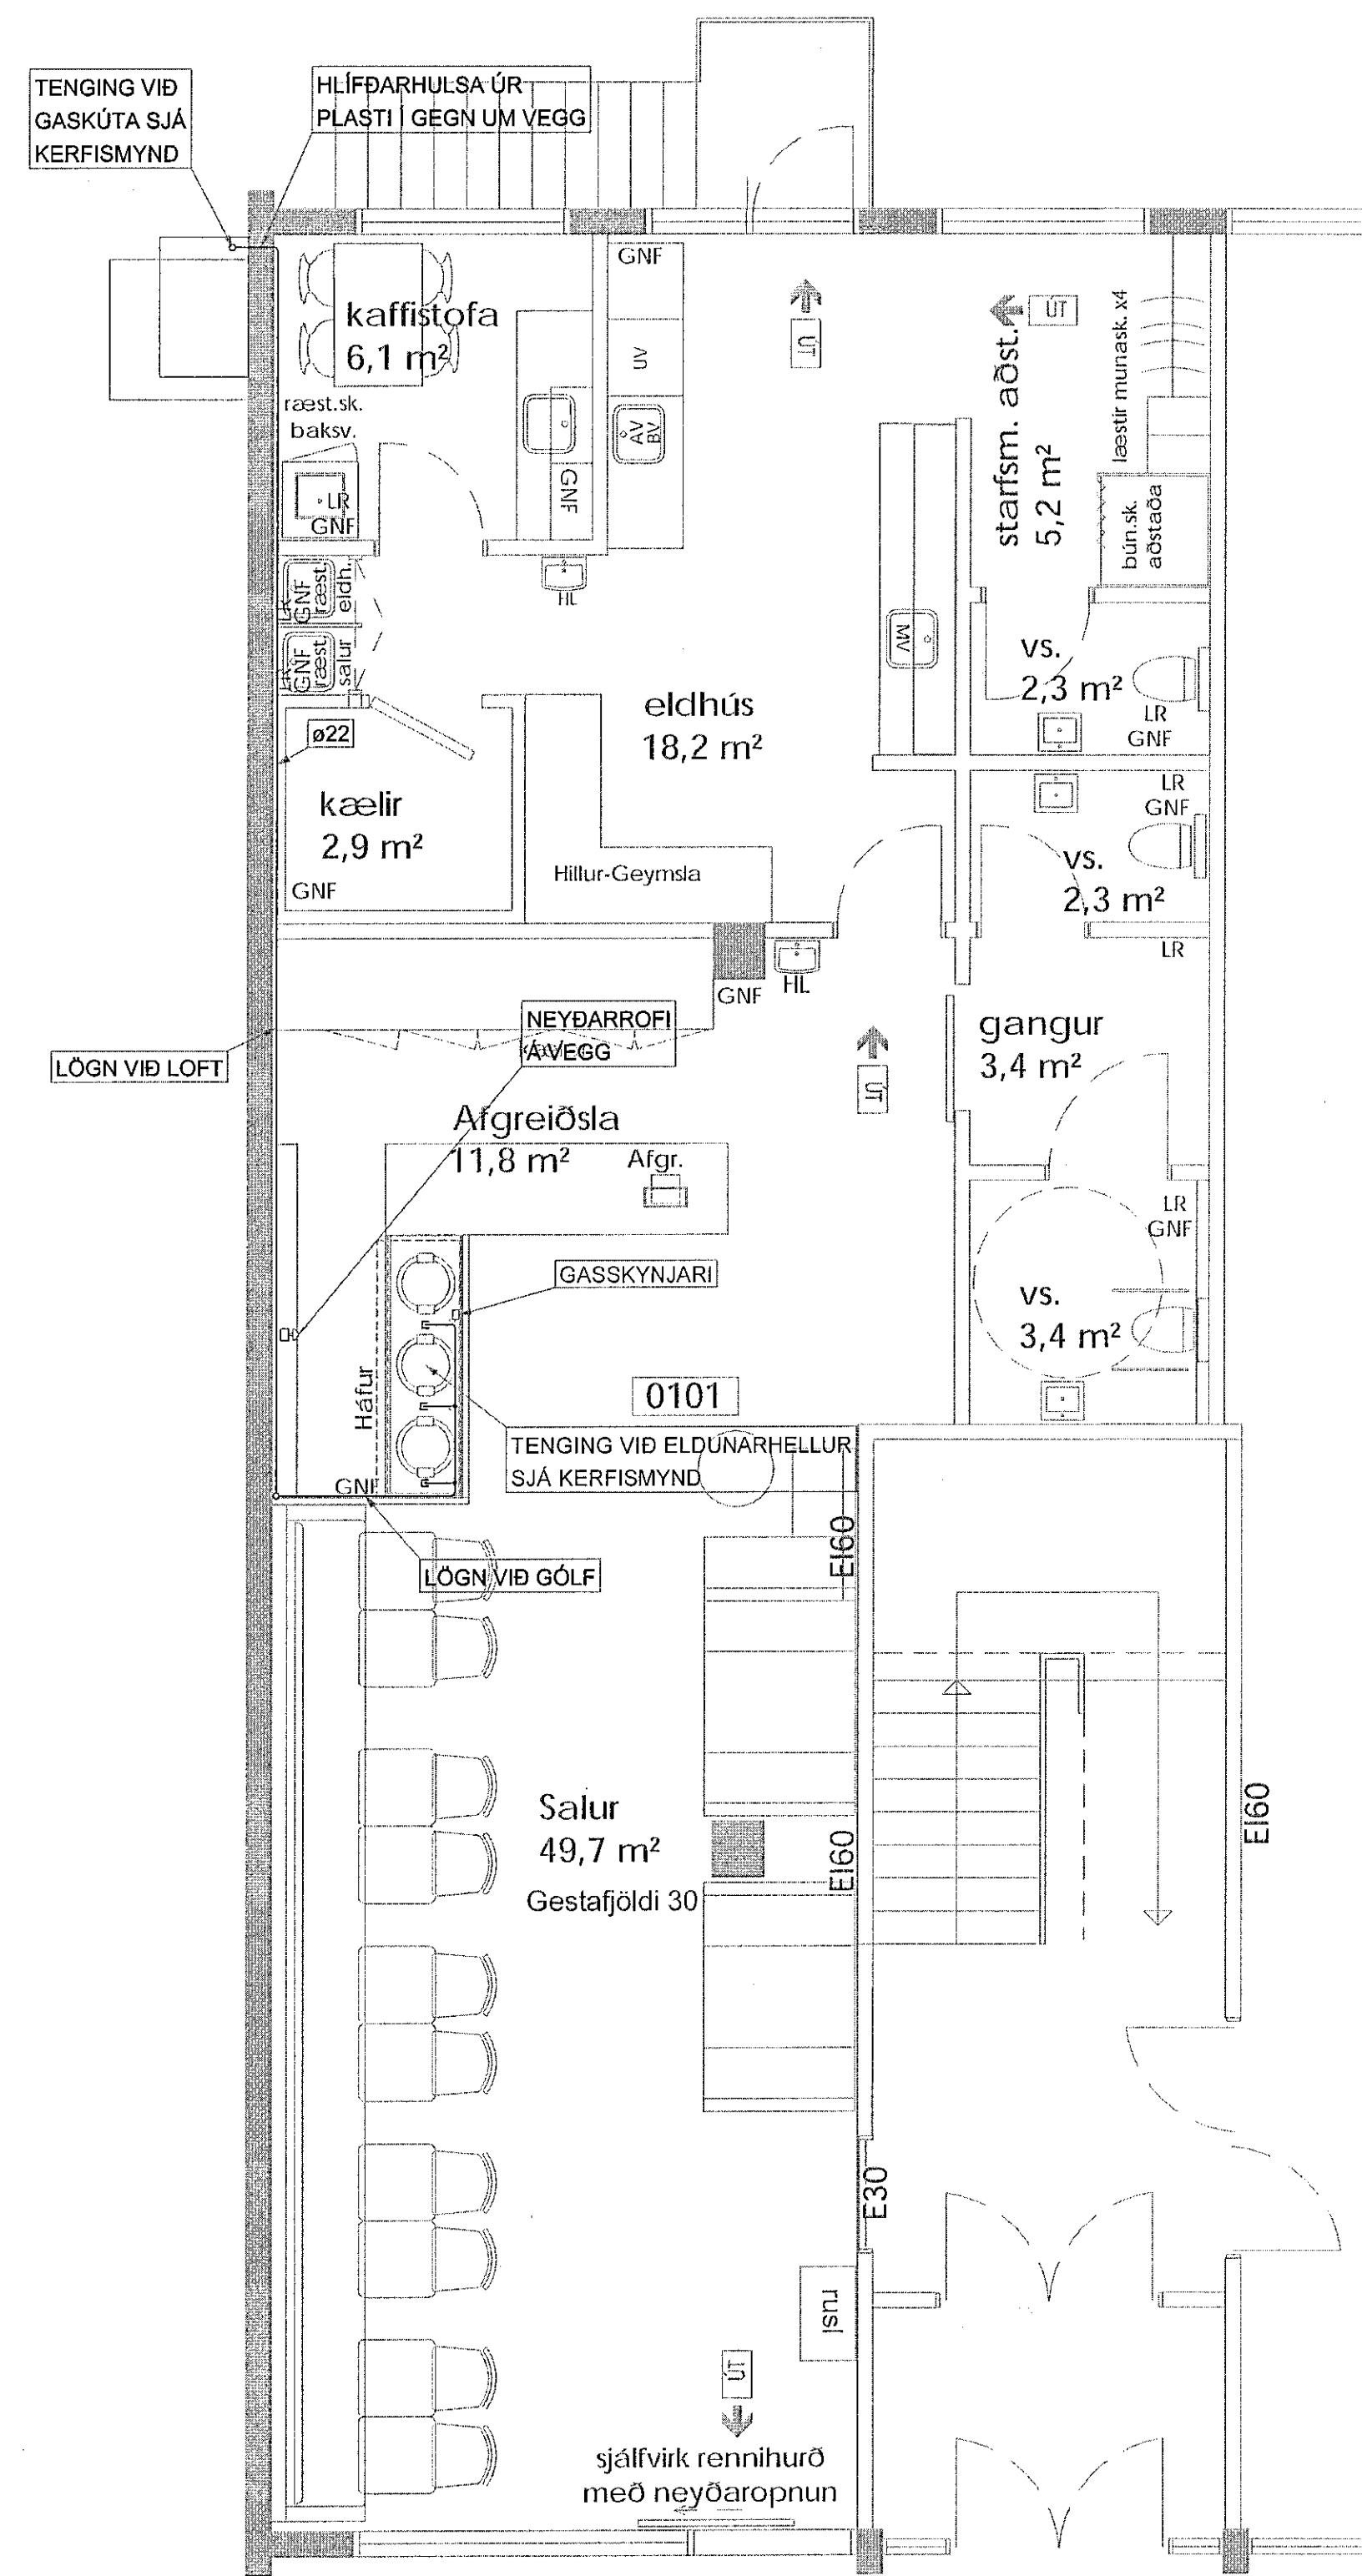 TENGING VIÐ
GASKÚTA SJÁ
KERFISMYND
HLÍFÐARHULSA ÚR
PLASTI Í GEGN UM VEGG
GNF
kaffistofa
6,1 m²
UV
ÚT
ÚT
starfsm. aðst.
5,2 m²
læstir munask. x4
ræst.sk.
baksv.
AV
BV
LR
GNF
GNF
bún.sk.
aðstaða
GNF
ræst.
eldh.
HL
GNF
ræst.
salur
MV
vs.
2,3 m²
LR
GNF
eldhús
18,2 m²
ø22
kælir
2,9 m²
GNF
Hillur-Geymsla
LR
GNF
vs.
2,3 m²
LR
GNF
HL
NEYÐARROFI
Á VEGG
gangur
3,4 m²
LÖGN VIÐ LOFT
ÚT
Afgreiðsla
11,8 m²
Afgr.
LR
GNF
GASSKYNJARI
vs.
3,4 m²
Háfur
0101
TENGING VIÐ ELDUNARHELLUR
SJÁ KERFISMYND
GNF
EI60
LÖGN VIÐ GÓLF
Salur
49,7 m²
Gestafjöldi 30
EI60
EI60
E30
rusl
ÚT
sjálfvirk rennihurð
með neyðaropnun